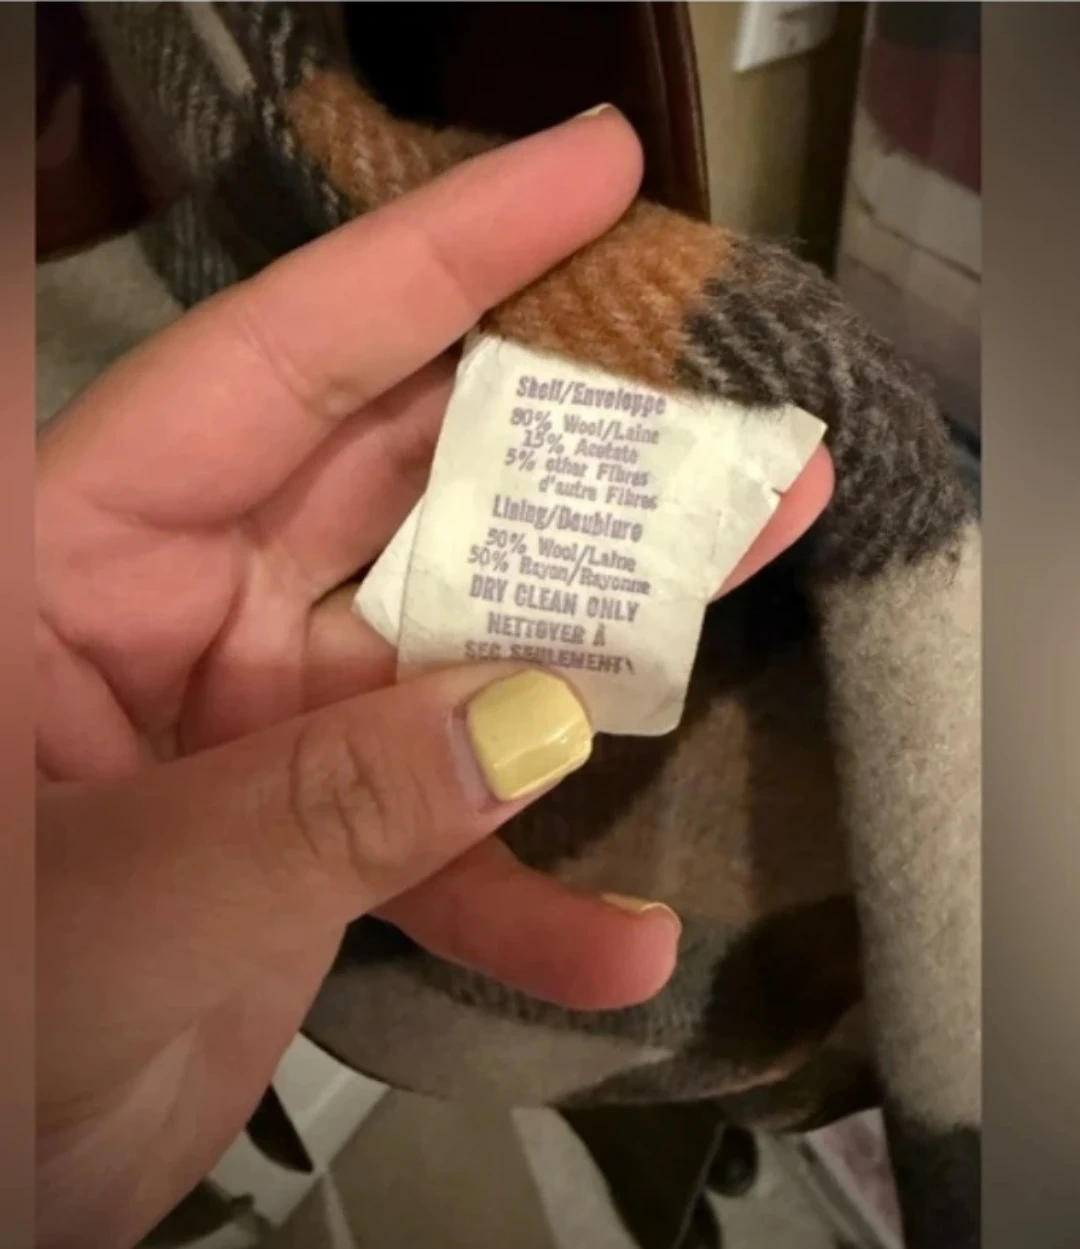 Shell/Enveloppe
80% Wool/Laine
15% Acetate
5% other Fibres
d'autre Fibres
Lining/Doublure
50% Wool/Laine
50% Rayon/Rayonne
DRY CLEAN ONLY
NETTOYER À
SEC SEULEMENT